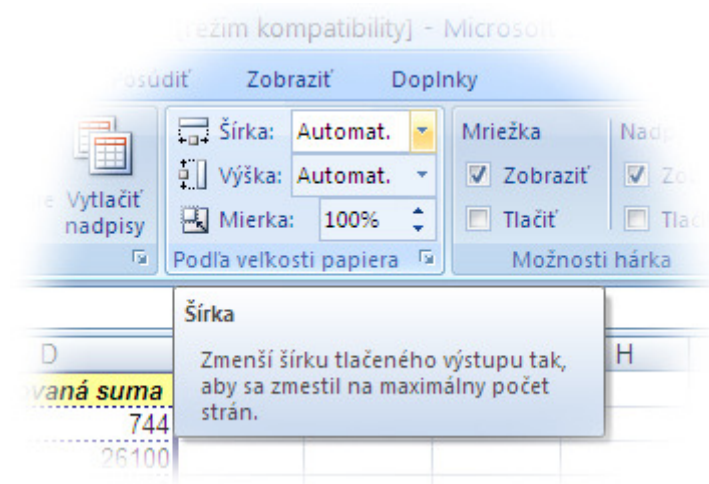 [režim kompatibility] - Microsoft
Posúdiť Zobraziť Doplnky
Šírka: Automat.
Výška: Automat.
Mierka: 100%
Vytlačiť
nadpisy
Podľa veľkosti papiera
Mriežka
Zobraziť
Tlačiť
Možnosti hárka
Šírka
Zmenší šírku tlačeného výstupu tak,
aby sa zmestil na maximálny počet
strán.
D H
vaná suma
744
26100